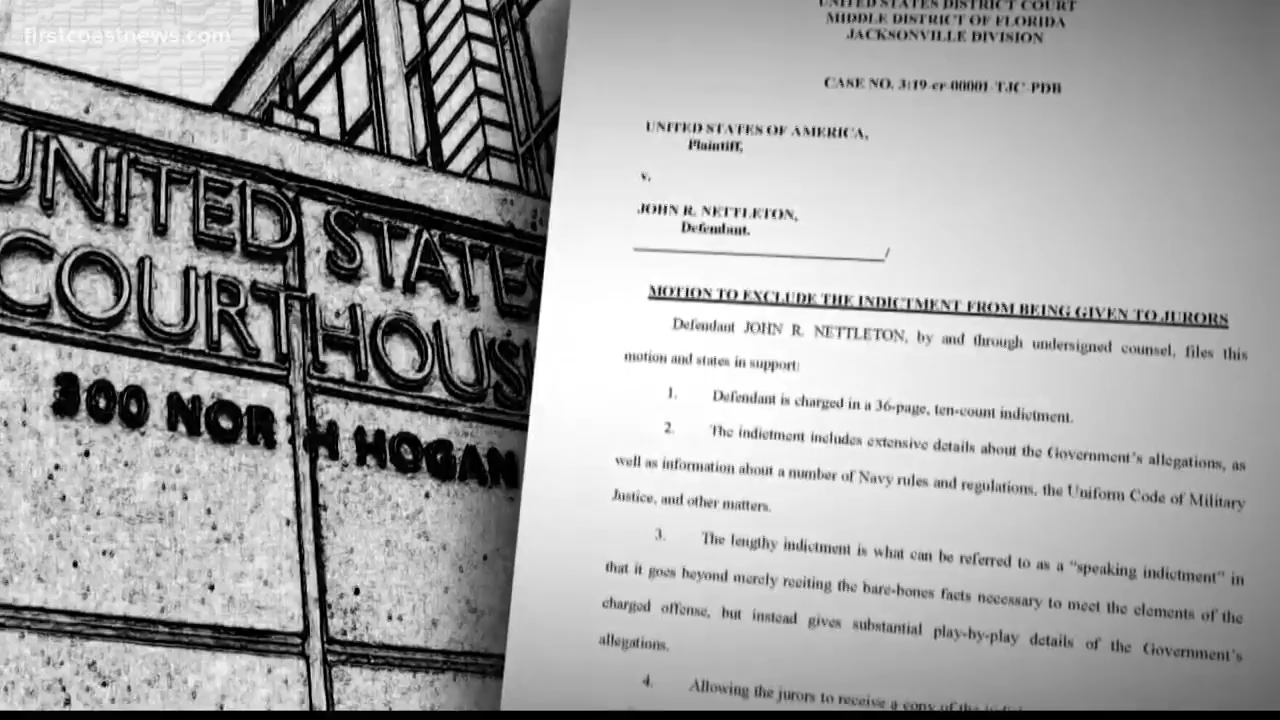 firstcoastnews.com
UNITED STATES
COURTHOUSE
300 NORTH HOGAN
UNITED STATES DISTRICT COURT
MIDDLE DISTRICT OF FLORIDA
JACKSONVILLE DIVISION
CASE NO. 3:19-cr-00001-TJC-PDB
UNITED STATES OF AMERICA,
Plaintiff,
v.
JOHN R. NETTLETON,
Defendant.
/
MOTION TO EXCLUDE THE INDICTMENT FROM BEING GIVEN TO JURORS
Defendant JOHN R. NETTLETON, by and through undersigned counsel, files this
motion and states in support:
1. Defendant is charged in a 36-page, ten-count indictment.
2. The indictment includes extensive details about the Government's allegations, as
well as information about a number of Navy rules and regulations, the Uniform Code of Military
Justice, and other matters.
3. The lengthy indictment is what can be referred to as a "speaking indictment" in
that it goes beyond merely reciting the bare-bones facts necessary to meet the elements of the
charged offense, but instead gives substantial play-by-play details of the Government's
allegations.
4. Allowing the jurors to receive a copy of the